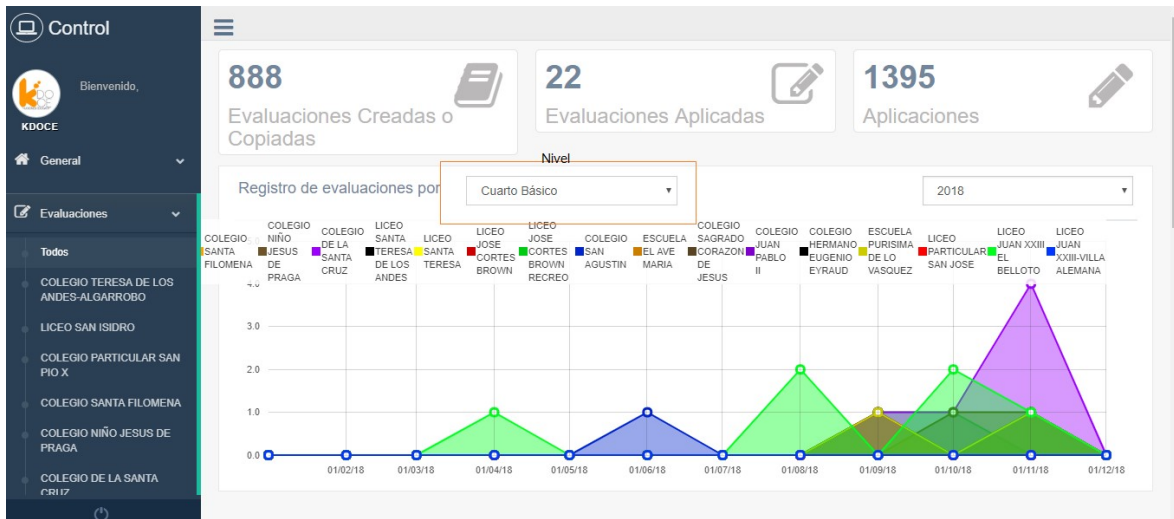 Control
Bienvenido,
KDOCE
General
Evaluaciones
Todos
COLEGIO TERESA DE LOS
ANDES-ALGARROBO
LICEO SAN ISIDRO
COLEGIO PARTICULAR SAN
PIO X
COLEGIO SANTA FILOMENA
COLEGIO NIÑO JESUS DE
PRAGA
COLEGIO DE LA SANTA
CRUZ
888
Evaluaciones Creadas o
Copiadas
22
Evaluaciones Aplicadas
1395
Aplicaciones
Nivel
Registro de evaluaciones por
Cuarto Básico
2018
COLEGIO
SANTA
FILOMENA
COLEGIO
NIÑO
JESUS
DE
PRAGA
COLEGIO
DE LA
SANTA
CRUZ
LICEO
SANTA
TERESA
DE LOS
ANDES
LICEO
SANTA
TERESA
LICEO
JOSE
CORTES
BROWN
LICEO
JOSE
CORTES
BROWN
RECREO
COLEGIO
SAN
AGUSTIN
ESCUELA
EL AVE
MARIA
COLEGIO
SAGRADO
CORAZON
DE
JESUS
COLEGIO
JUAN
PABLO
II
COLEGIO
HERMANO
EUGENIO
EYRAUD
ESCUELA
PURISIMA
DE LO
VASQUEZ
LICEO
PARTICULAR
SAN JOSE
LICEO
JUAN XXIII
EL
BELLOTO
LICEO
JUAN
XXIII-VILLA
ALEMANA
4.0
3.0
2.0
1.0
0.0
01/02/18
01/03/18
01/04/18
01/05/18
01/06/18
01/07/18
01/08/18
01/09/18
01/10/18
01/11/18
01/12/18